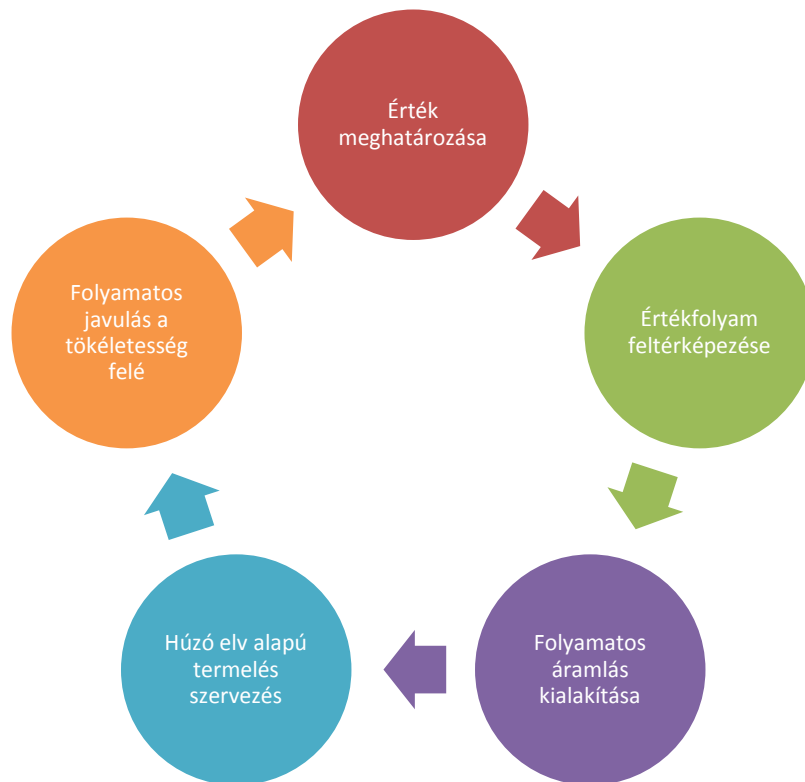 Érték
meghatározása
Értékfolyam
feltérképezése
Folyamatos
áramlás
kialakítása
Húzó elv alapú
termelés
szervezés
Folyamatos
javulás a
tökéletesség
felé